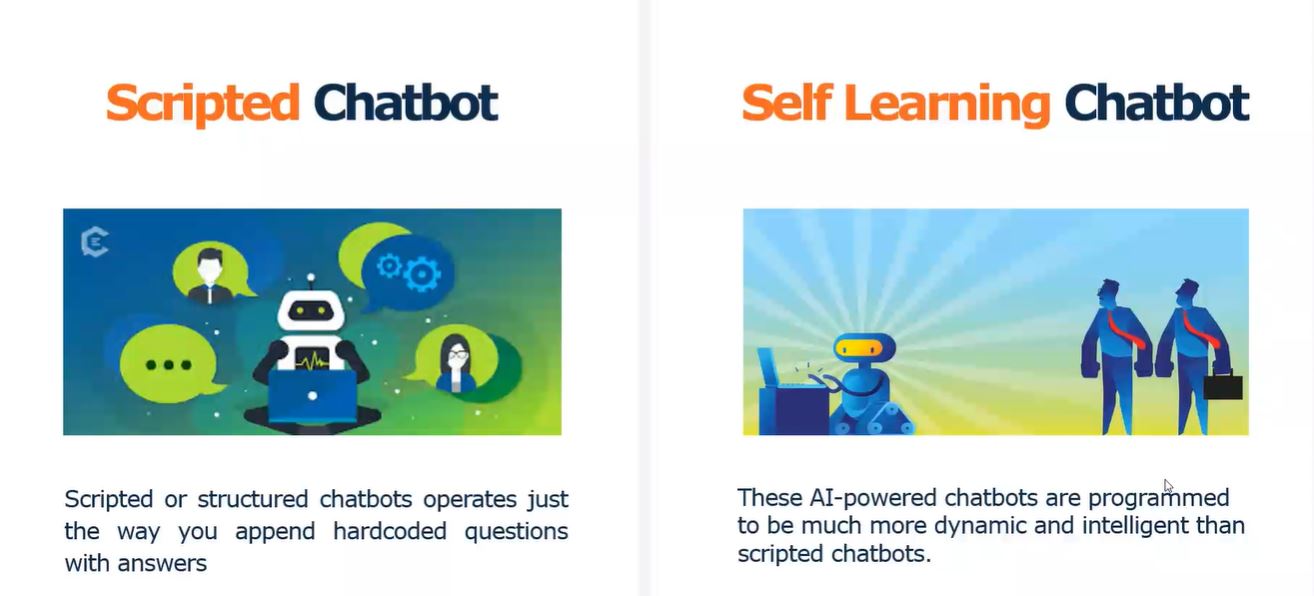 Scripted Chatbot
Scripted or structured chatbots operates just
the way you append hardcoded questions
with answers
Self Learning Chatbot
These AI-powered chatbots are programmed
to be much more dynamic and intelligent than
scripted chatbots.